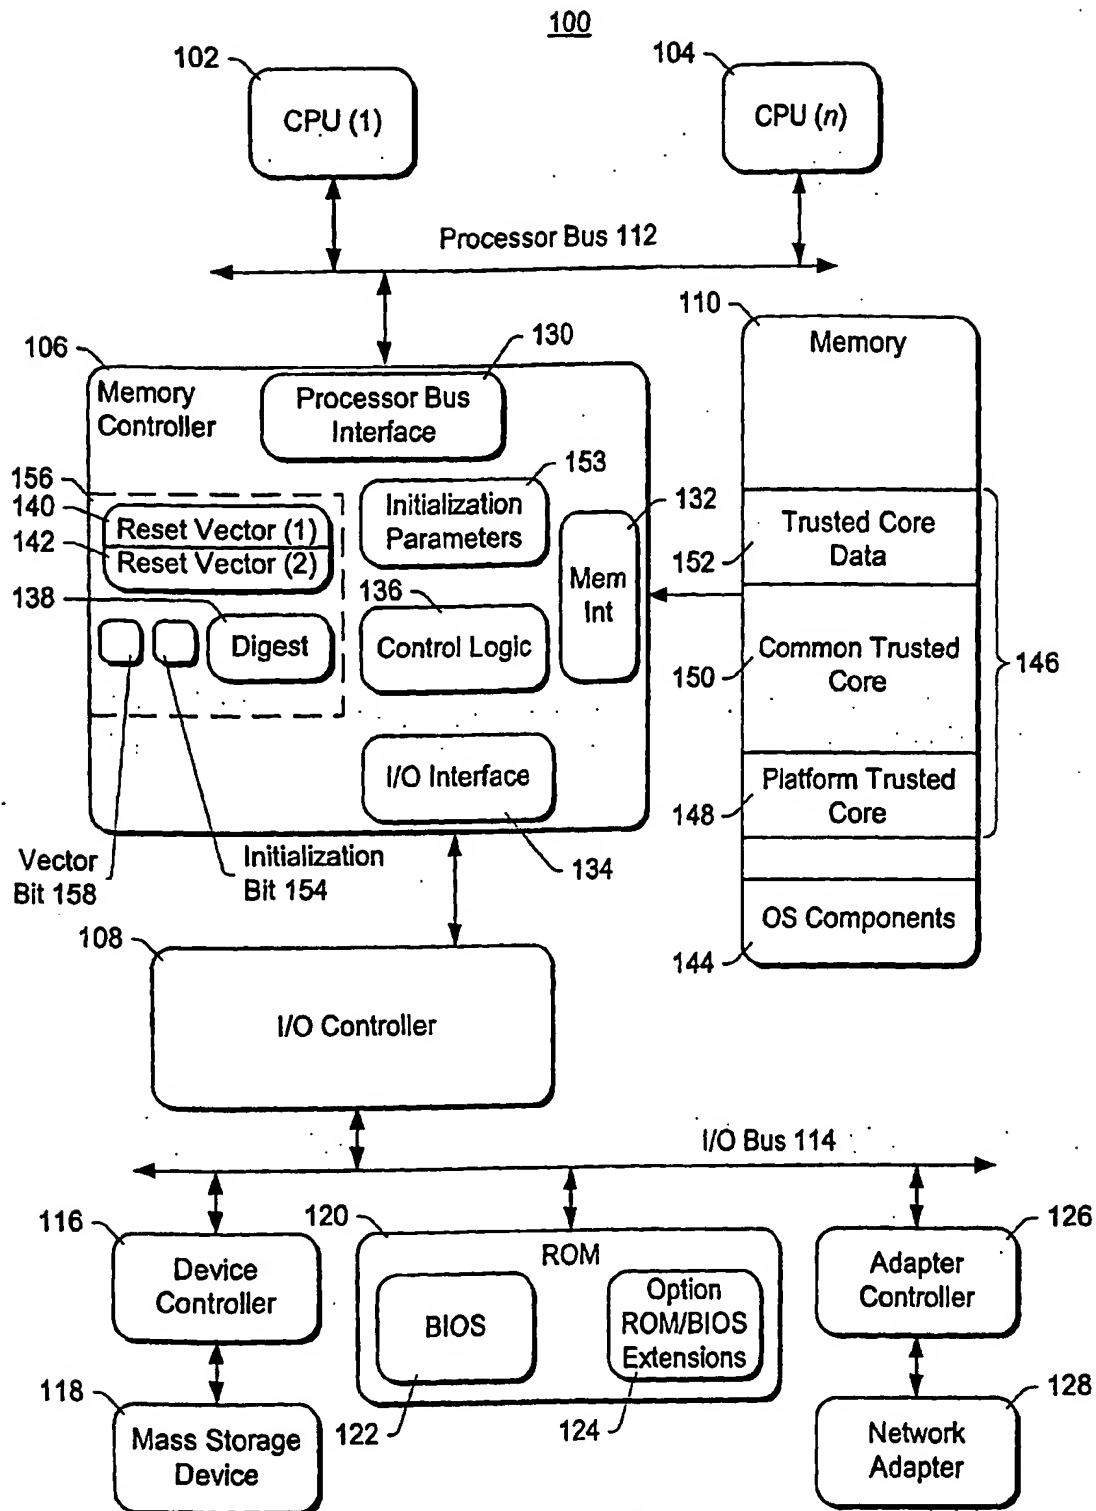 100
102
CPU (1)
104
CPU (n)
Processor Bus 112
106
Memory
Controller
130
Processor Bus
Interface
110
Memory
156
140
Reset Vector (1)
142
Reset Vector (2)
138
Digest
153
Initialization
Parameters
136
Control Logic
132
Mem
Int
I/O Interface
134
Vector
Bit 158
Initialization
Bit 154
Trusted Core
Data
152
Common Trusted
Core
150
146
Platform Trusted
Core
148
OS Components
144
108
I/O Controller
I/O Bus 114
116
Device
Controller
118
Mass Storage
Device
120
ROM
BIOS
122
Option
ROM/BIOS
Extensions
124
126
Adapter
Controller
128
Network
Adapter